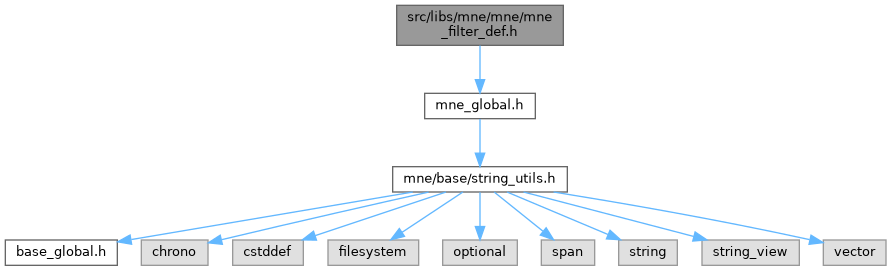 src/libs/mne/mne/mne
_filter_def.h
mne_global.h
mne/base/string_utils.h
base_global.h
chrono
cstddef
filesystem
optional
span
string
string_view
vector